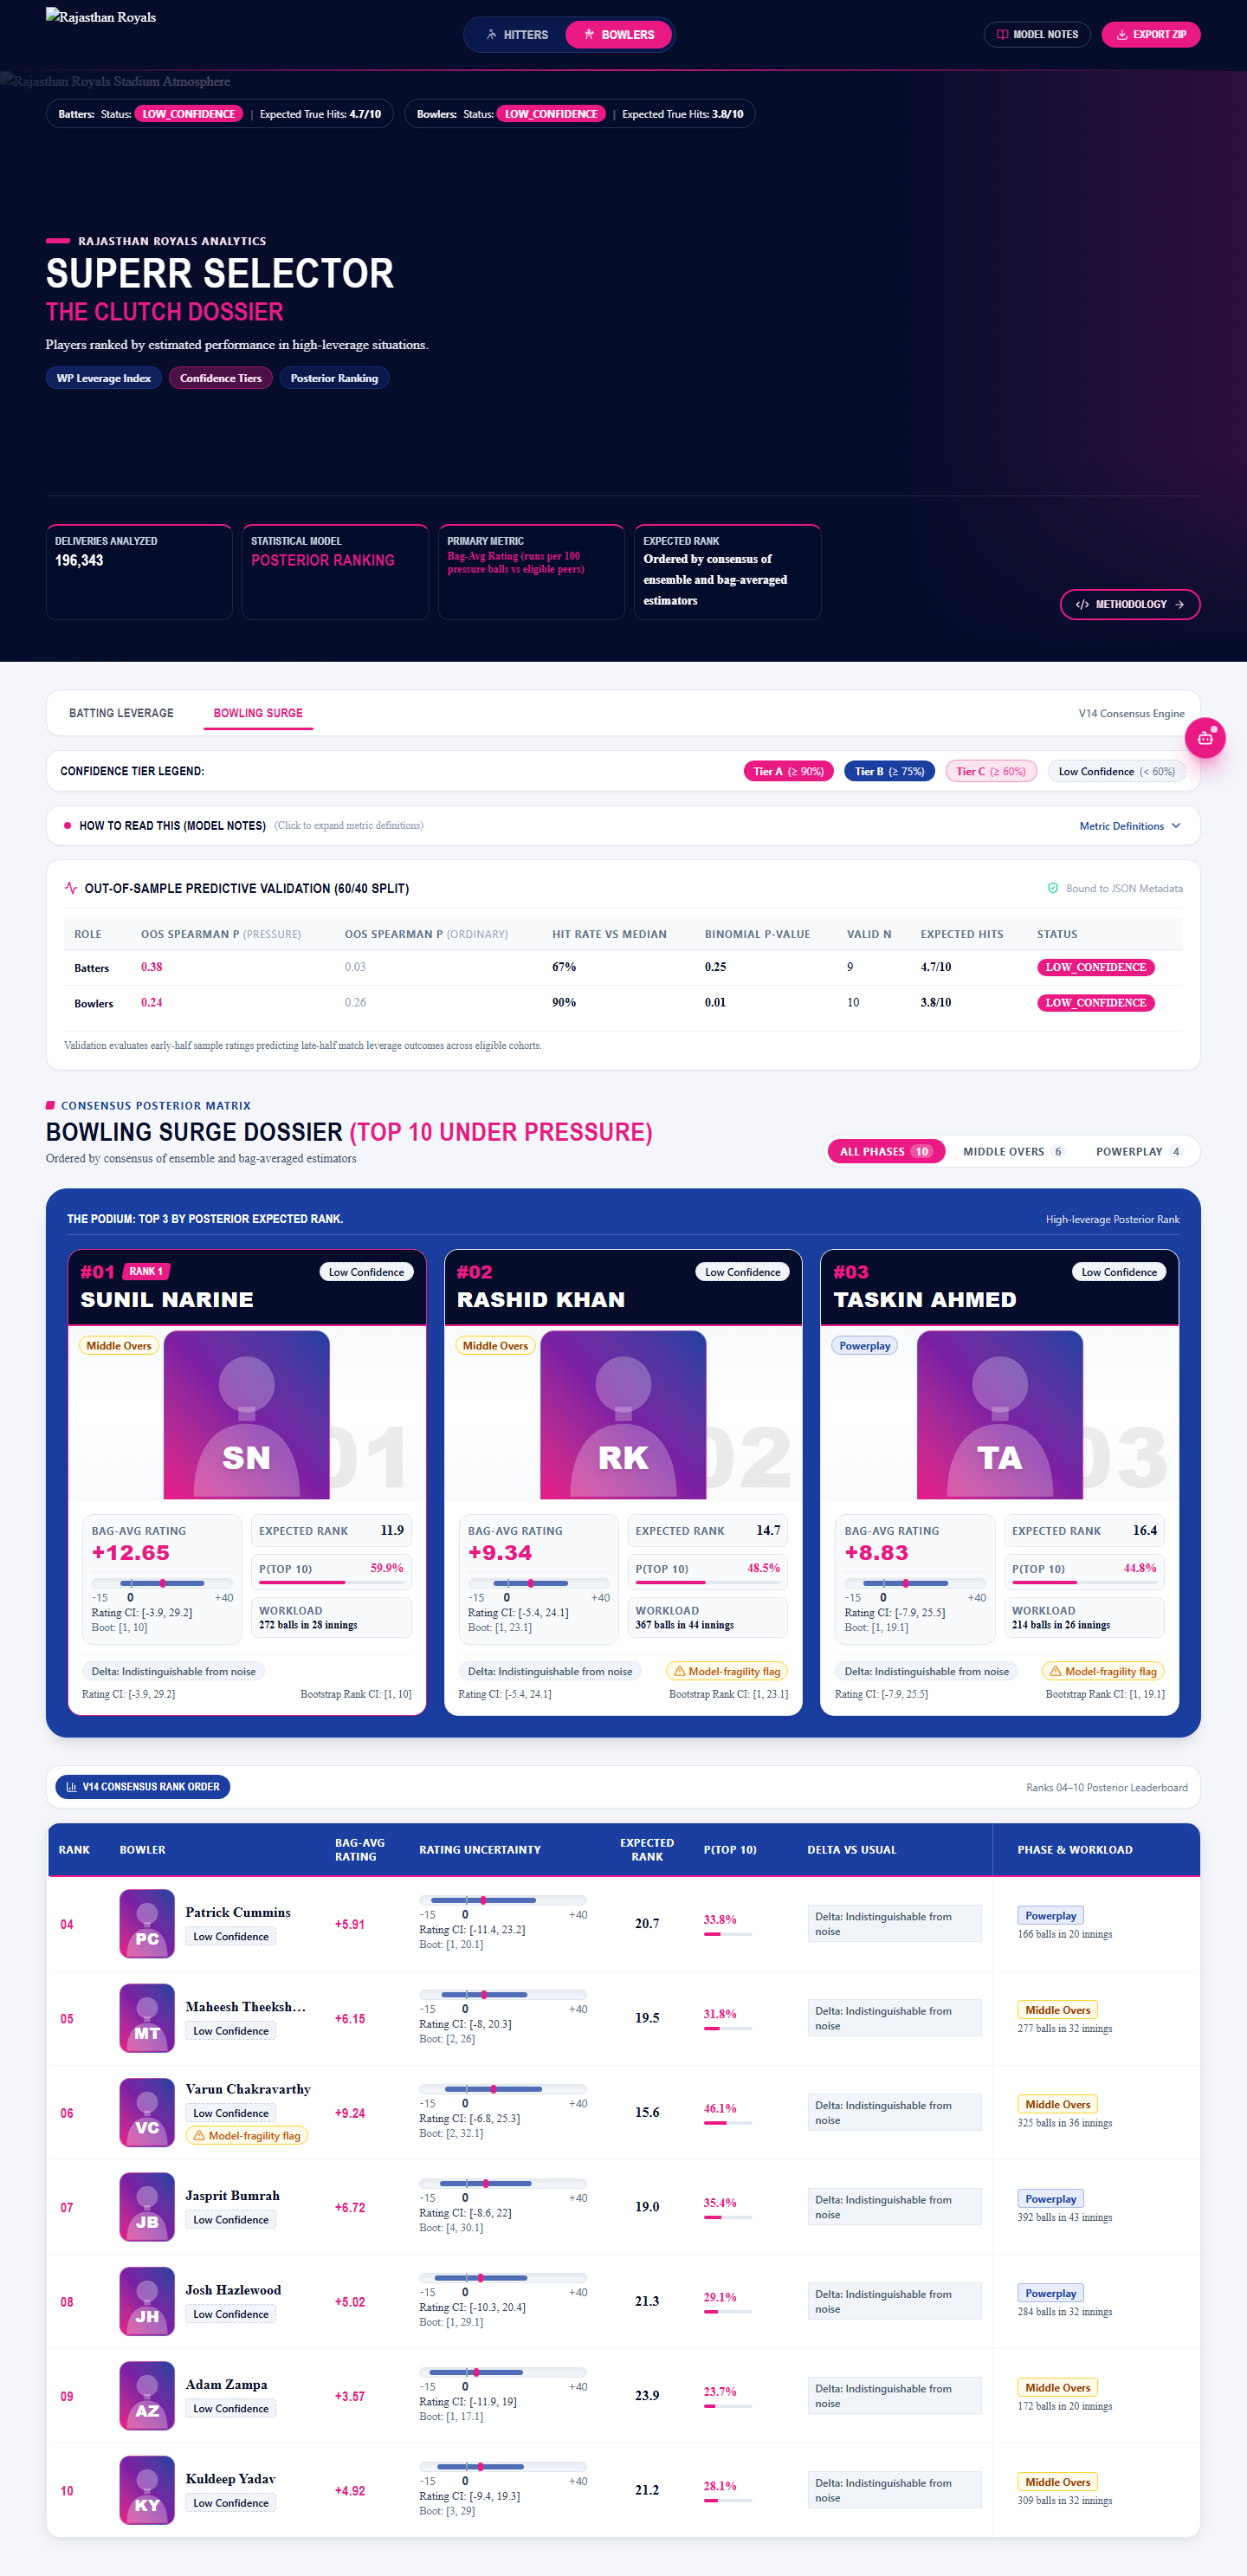 Rajasthan Royals
HITTERS
BOWLERS
MODEL NOTES
EXPORT ZIP
Rajasthan Royals Stadium Atmosphere
Batters: Status: LOW_CONFIDENCE | Expected True Hits: 4.7/10
Bowlers: Status: LOW_CONFIDENCE | Expected True Hits: 3.8/10
RAJASTHAN ROYALS ANALYTICS
SUPERR SELECTOR
THE CLUTCH DOSSIER
Players ranked by estimated performance in high-leverage situations.
WP Leverage Index
Confidence Tiers
Posterior Ranking
DELIVERIES ANALYZED
196,343
STATISTICAL MODEL
POSTERIOR RANKING
PRIMARY METRIC
Bag-Avg Rating (runs per 100
pressure balls vs eligible peers)
EXPECTED RANK
Ordered by consensus of
ensemble and bag-averaged
estimators
METHODOLOGY
BATTING LEVERAGE
BOWLING SURGE
V14 Consensus Engine
CONFIDENCE TIER LEGEND:
Tier A (≥ 90%)
Tier B (≥ 75%)
Tier C (≥ 60%)
Low Confidence (< 60%)
HOW TO READ THIS (MODEL NOTES) (Click to expand metric definitions)
Metric Definitions
OUT-OF-SAMPLE PREDICTIVE VALIDATION (60/40 SPLIT)
Bound to JSON Metadata
ROLE OOS SPEARMAN Ρ (PRESSURE) OOS SPEARMAN Ρ (ORDINARY) HIT RATE VS MEDIAN BINOMIAL P-VALUE VALID N EXPECTED HITS STATUS
Batters 0.38 0.03 67% 0.25 9 4.7/10 LOW_CONFIDENCE
Bowlers 0.24 0.26 90% 0.01 10 3.8/10 LOW_CONFIDENCE
Validation evaluates early-half sample ratings predicting late-half match leverage outcomes across eligible cohorts.
CONSENSUS POSTERIOR MATRIX
BOWLING SURGE DOSSIER (TOP 10 UNDER PRESSURE)
Ordered by consensus of ensemble and bag-averaged estimators
ALL PHASES 10
MIDDLE OVERS 6
POWERPLAY 4
THE PODIUM: TOP 3 BY POSTERIOR EXPECTED RANK.
High-leverage Posterior Rank
#01 RANK 1
Low Confidence
SUNIL NARINE
Middle Overs
SN
01
BAG-AVG RATING
+12.65
-15 0 +40
Rating CI: [-3.9, 29.2]
Boot: [1, 10]
EXPECTED RANK 11.9
P(TOP 10) 59.9%
WORKLOAD
272 balls in 28 innings
Delta: Indistinguishable from noise
Rating CI: [-3.9, 29.2]
Bootstrap Rank CI: [1, 10]
#02
Low Confidence
RASHID KHAN
Middle Overs
RK
02
BAG-AVG RATING
+9.34
-15 0 +40
Rating CI: [-5.4, 24.1]
Boot: [1, 23.1]
EXPECTED RANK 14.7
P(TOP 10) 48.5%
WORKLOAD
367 balls in 44 innings
Delta: Indistinguishable from noise
Model-fragility flag
Rating CI: [-5.4, 24.1]
Bootstrap Rank CI: [1, 23.1]
#03
Low Confidence
TASKIN AHMED
Powerplay
TA
03
BAG-AVG RATING
+8.83
-15 0 +40
Rating CI: [-7.9, 25.5]
Boot: [1, 19.1]
EXPECTED RANK 16.4
P(TOP 10) 44.8%
WORKLOAD
214 balls in 26 innings
Delta: Indistinguishable from noise
Model-fragility flag
Rating CI: [-7.9, 25.5]
Bootstrap Rank CI: [1, 19.1]
V14 CONSENSUS RANK ORDER
Ranks 04–10 Posterior Leaderboard
RANK BOWLER BAG-AVG RATING RATING UNCERTAINTY EXPECTED RANK P(TOP 10) DELTA VS USUAL PHASE & WORKLOAD
04
PC
Patrick Cummins
Low Confidence
+5.91
-15 0 +40
Rating CI: [-11.4, 23.2]
Boot: [1, 20.1]
20.7
33.8%
Delta: Indistinguishable from
noise
Powerplay
166 balls in 20 innings
05
MT
Maheesh Theeksh...
Low Confidence
+6.15
-15 0 +40
Rating CI: [-8, 20.3]
Boot: [2, 26]
19.5
31.8%
Delta: Indistinguishable from
noise
Middle Overs
277 balls in 32 innings
06
VC
Varun Chakravarthy
Low Confidence
Model-fragility flag
+9.24
-15 0 +40
Rating CI: [-6.8, 25.3]
Boot: [2, 32.1]
15.6
46.1%
Delta: Indistinguishable from
noise
Middle Overs
325 balls in 36 innings
07
JB
Jasprit Bumrah
Low Confidence
+6.72
-15 0 +40
Rating CI: [-8.6, 22]
Boot: [4, 30.1]
19.0
35.4%
Delta: Indistinguishable from
noise
Powerplay
392 balls in 43 innings
08
JH
Josh Hazlewood
Low Confidence
+5.02
-15 0 +40
Rating CI: [-10.3, 20.4]
Boot: [1, 29.1]
21.3
29.1%
Delta: Indistinguishable from
noise
Powerplay
284 balls in 32 innings
09
AZ
Adam Zampa
Low Confidence
+3.57
-15 0 +40
Rating CI: [-11.9, 19]
Boot: [1, 17.1]
23.9
23.7%
Delta: Indistinguishable from
noise
Middle Overs
172 balls in 20 innings
10
KY
Kuldeep Yadav
Low Confidence
+4.92
-15 0 +40
Rating CI: [-9.4, 19.3]
Boot: [3, 29]
21.2
28.1%
Delta: Indistinguishable from
noise
Middle Overs
309 balls in 32 innings